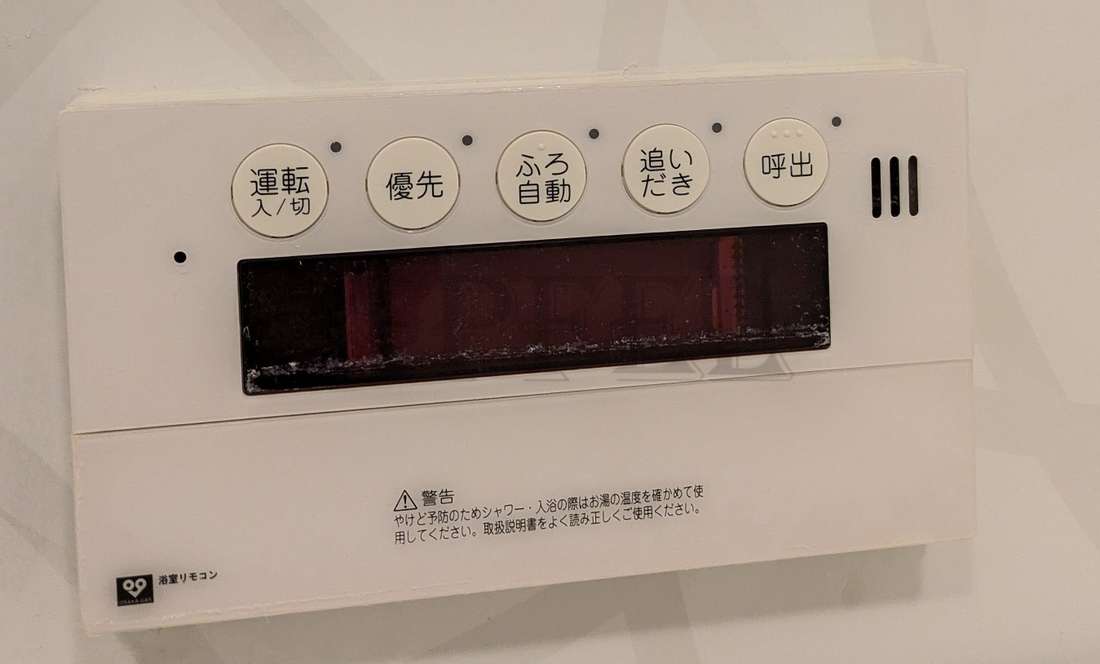 運転
入/切
優先
ふろ
自動
追い
だき
呼出
警告
やけど予防のためシャワー・入浴の際はお湯の温度を確かめて使
用してください。取扱説明書をよく読み正しくご使用ください。
浴室リモコン
OSAKA GAS